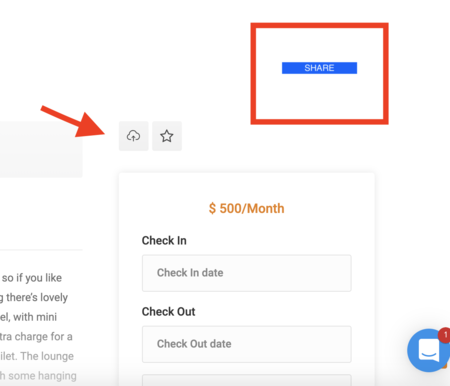 SHARE
$ 500/Month
Check In
Check In date
Check Out
Check Out date
so if you like
g there's lovely
el, with mini
tra charge for a
ilet. The lounge
h some hanging
1